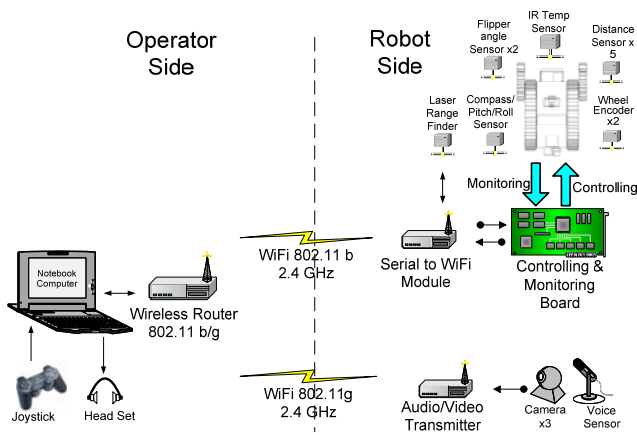 Operator
Side
Robot
Side
Flipper
angle
Sensor x2
IR Temp
Sensor
Distance
Sensor x
5
Laser
Range
Finder
Compass/
Pitch/Roll
Sensor
Wheel
Encoder
x2
Monitoring
Controlling
WiFi 802.11 b
2.4 GHz
Serial to WiFi
Module
Controlling &
Monitoring
Board
Notebook
Computer
Wireless Router
802.11 b/g
WiFi 802.11g
2.4 GHz
Joystick
Head Set
Audio/Video
Transmitter
Camera
x3
Voice
Sensor